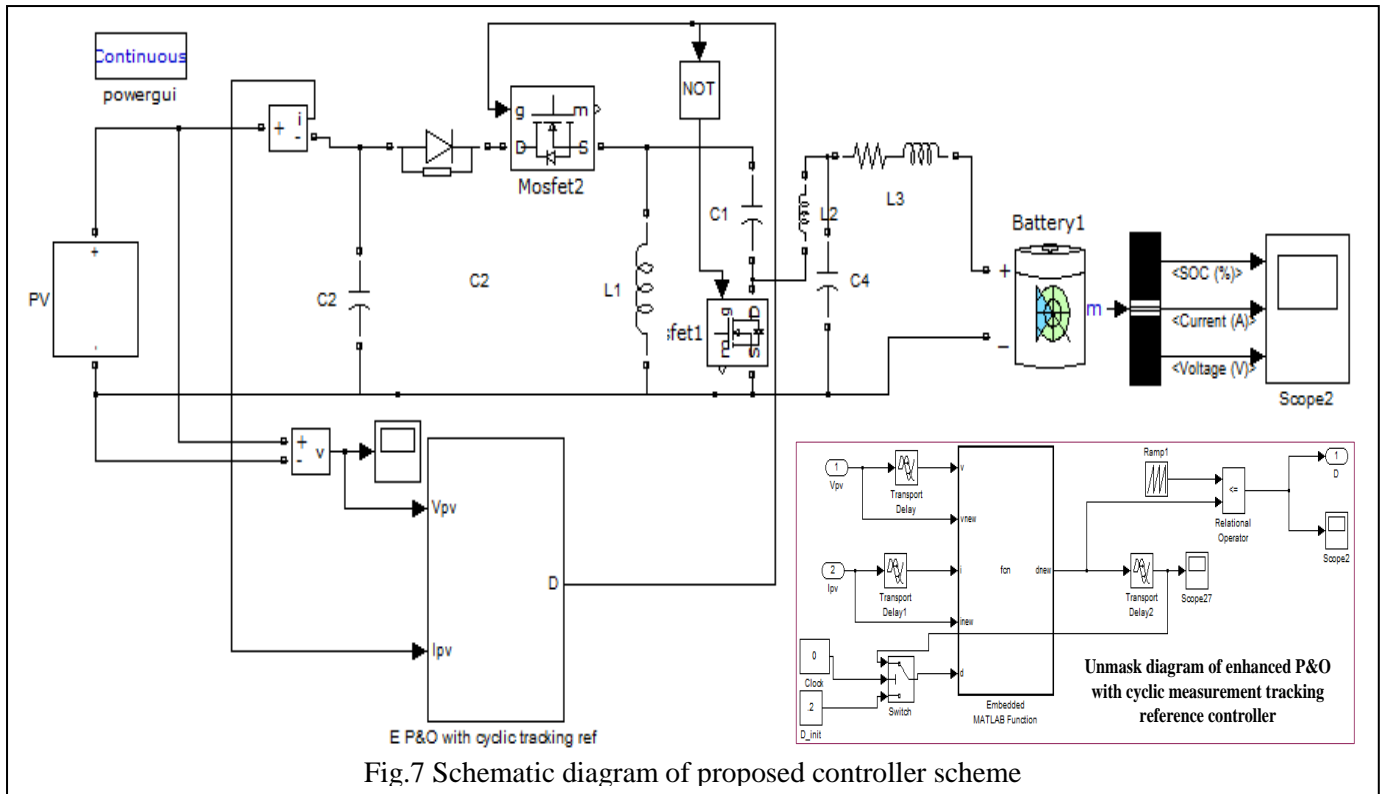 Continuous
powergui
i
+
-
g
m
D
S
Mosfet2
NOT
PV
+
-
C2
C2
L1
C1
L2
C4
L3
g
D
m
S
sfet1
Battery1
+
−
m
<SOC (%)>
<Current (A)>
<Voltage (V)>
Scope2
+
-
v
Vpv
Ipv
D
E P&O with cyclic tracking ref
1
Vpv
Transport
Delay
2
Ipv
Transport
Delay1
0
Clock
.2
D_init
Switch
v
vnew
i
inew
d
fcn
dnew
Embedded
MATLAB Function
Ramp1
<=
Relational
Operator
1
D
Scope2
Transport
Delay2
Scope27
Unmask diagram of enhanced P&O
with cyclic measurement tracking
reference controller
Fig.7 Schematic diagram of proposed controller scheme